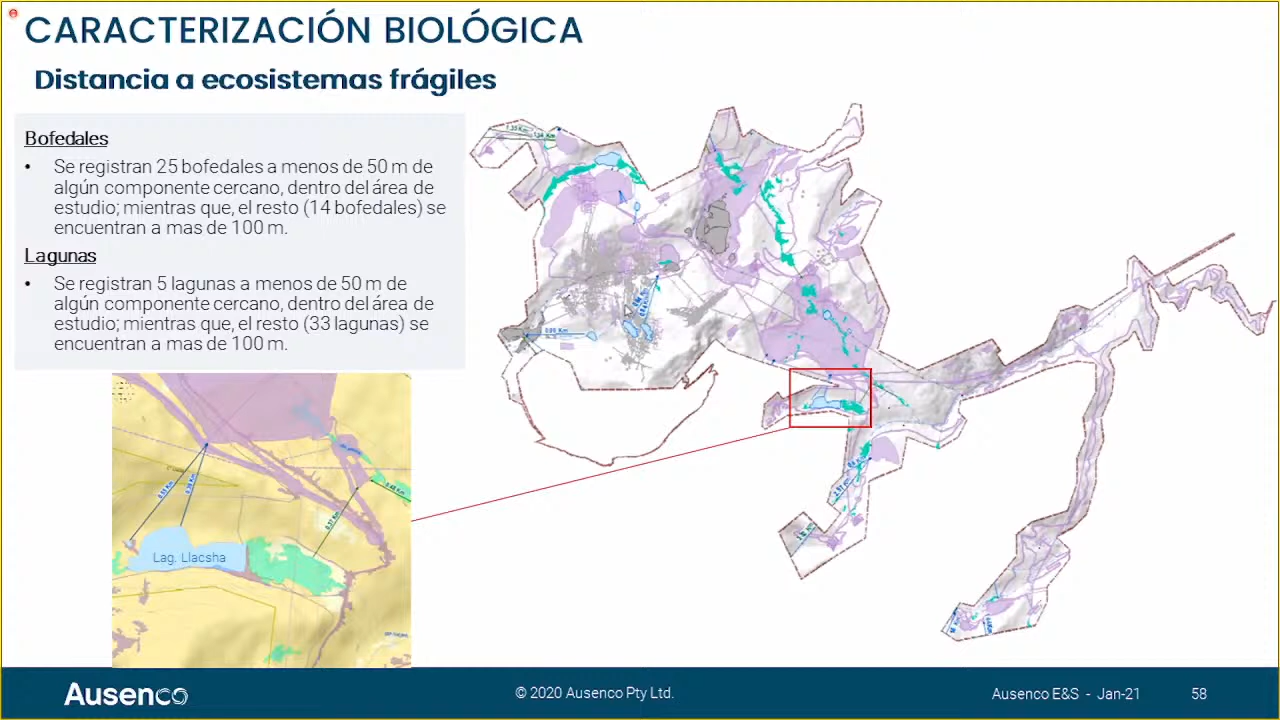 CARACTERIZACIÓN BIOLÓGICA
Distancia a ecosistemas frágiles
Bofedales
• Se registran 25 bofedales a menos de 50 m de
algún componente cercano, dentro del área de
estudio; mientras que, el resto (14 bofedales) se
encuentran a mas de 100 m.
Lagunas
• Se registran 5 lagunas a menos de 50 m de
algún componente cercano, dentro del área de
estudio; mientras que, el resto (33 lagunas) se
encuentran a mas de 100 m.
Lag. Llacsha
Ausenco
© 2020 Ausenco Pty Ltd.
Ausenco E&S - Jan-21
58